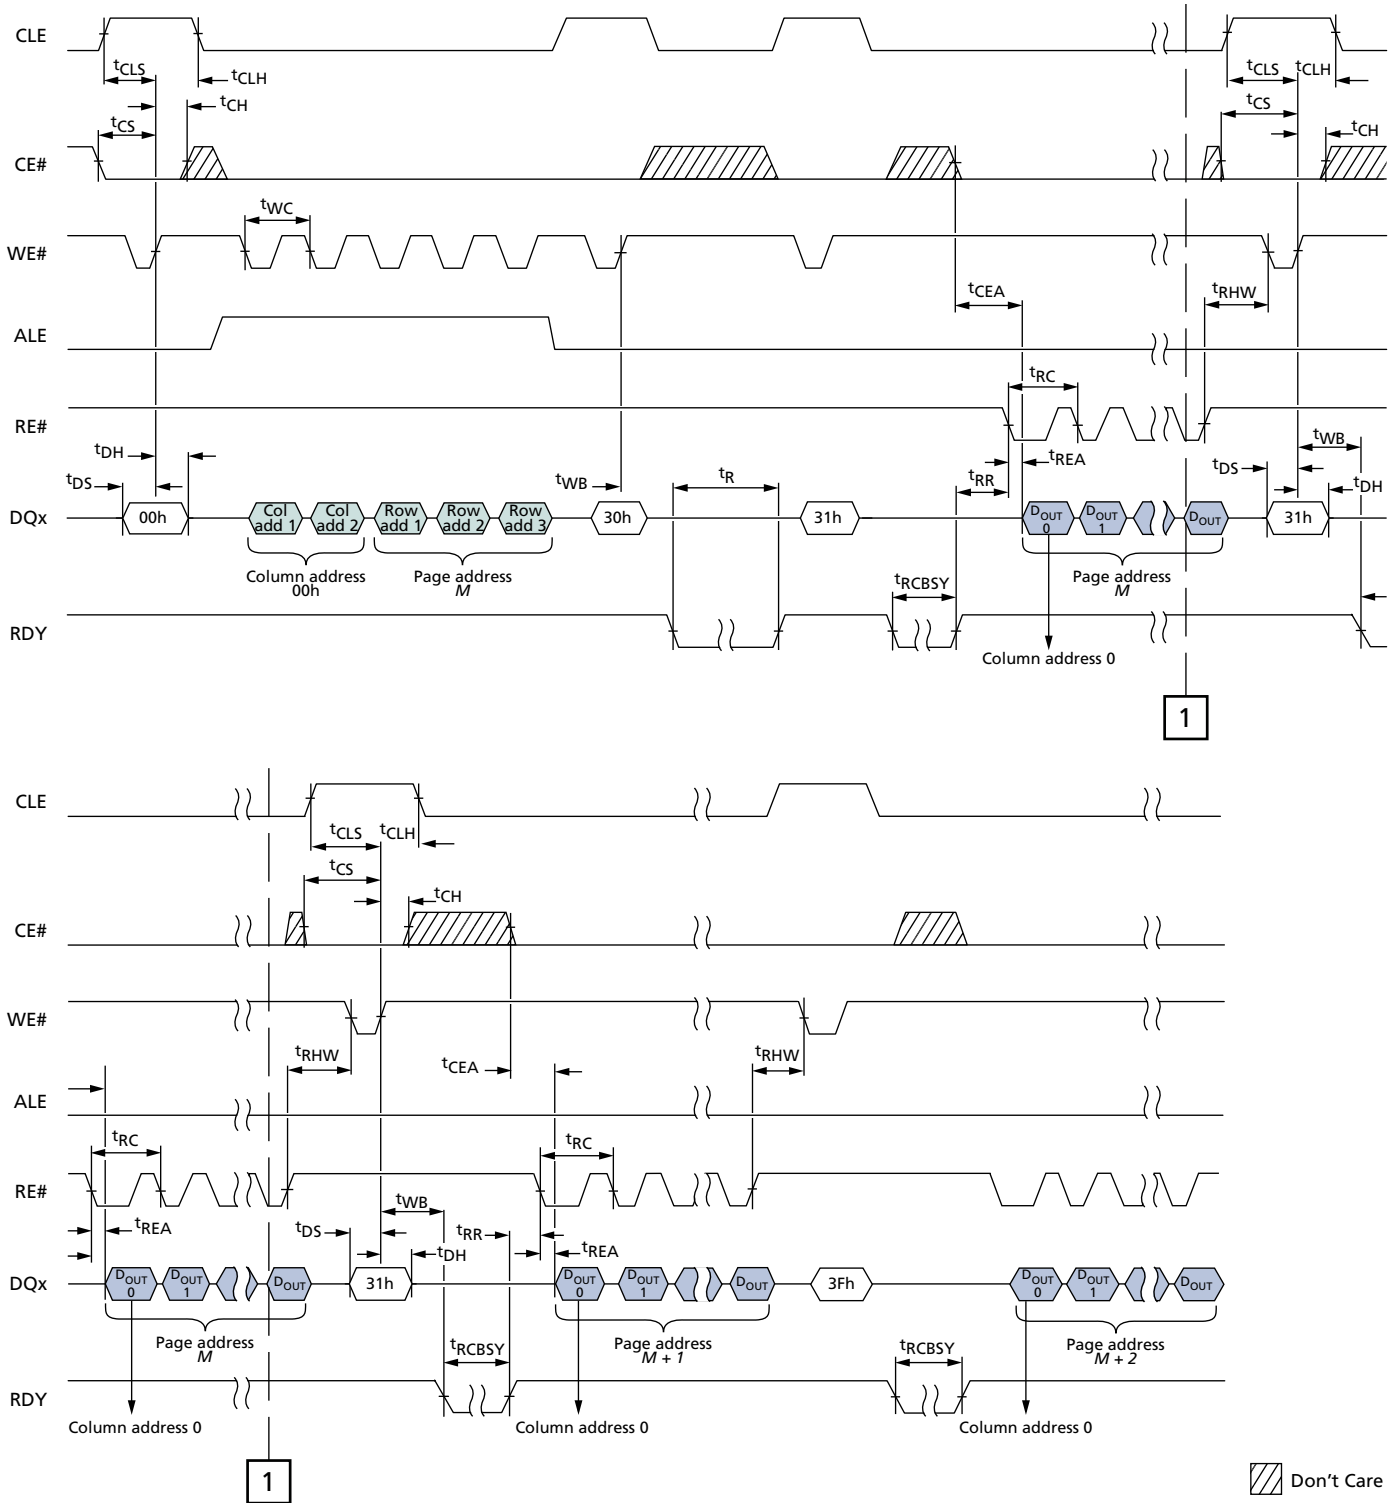 CLE
tCLS
tCLH
tCLS
tCLH
tCH
tCS
tCS
tCH
CE#
tWC
WE#
tCEA
tRHW
ALE
tRC
RE#
tDH
tREA
tWB
tDS
tWB
tR
tRR
tDS
tDH
DQx
00h
Col add 1
Col add 2
Row add 1
Row add 2
Row add 3
30h
31h
DOUT 0
DOUT 1
DOUT
31h
Column address
00h
Page address
M
tRCBSY
Page address
M
RDY
Column address 0
1
CLE
tCLS
tCLH
tCS
tCH
CE#
WE#
tRHW
tCEA
tRHW
ALE
tRC
tRC
RE#
tREA
tDS
tWB
tRR
tDH
tREA
DQx
DOUT 0
DOUT 1
DOUT
31h
DOUT 0
DOUT 1
DOUT
3Fh
DOUT 0
DOUT 1
DOUT
Page address
M
tRCBSY
Page address
M + 1
tRCBSY
Page address
M + 2
RDY
Column address 0
Column address 0
Column address 0
1
Don't Care